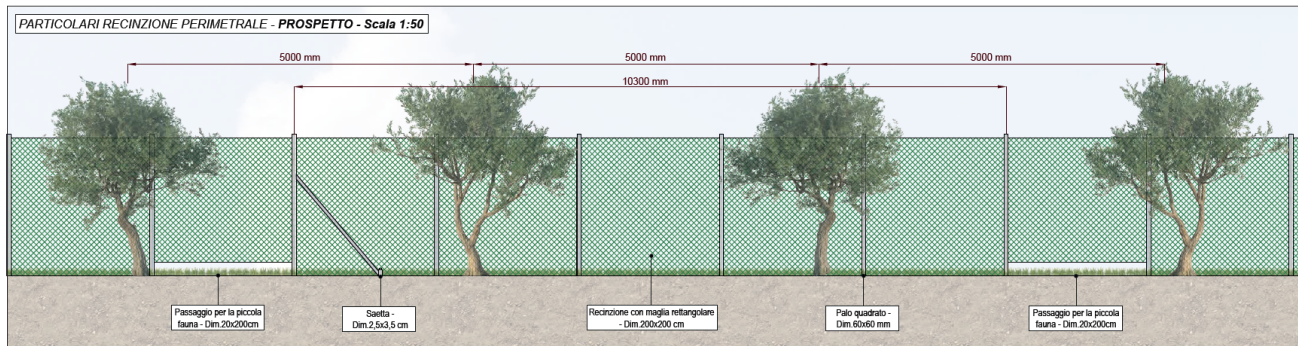 PARTICOLARI RECINZIONE PERIMETRALE - PROSPETTO - Scala 1:50
5000 mm
5000 mm
5000 mm
10300 mm
Passaggio per la piccola
fauna - Dim.20x200cm
Saetta -
Dim.2,5x3,5 cm
Recinzione con maglia rettangolare
- Dim.200x200 cm
Palo quadrato -
Dim.60x60 mm
Passaggio per la piccola
fauna - Dim.20x200cm